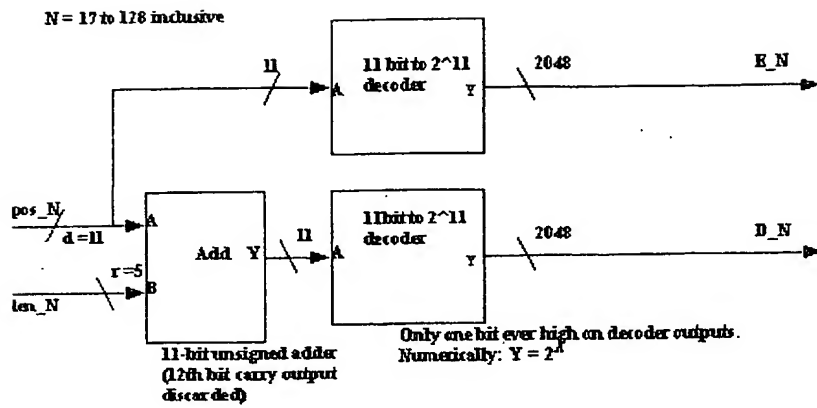 N = 17 to 128 inclusive
11
11 bit to 2^11
decoder
A
Y
2048
E_N
pos_N
d=11
A
Add
Y
11
11bit to 2^11
decoder
A
Y
2048
D_N
r=5
B
len_N
11-bit unsigned adder
(12th bit carry output
discarded)
Only one bit ever high on decoder outputs.
Numerically: Y = 2^A